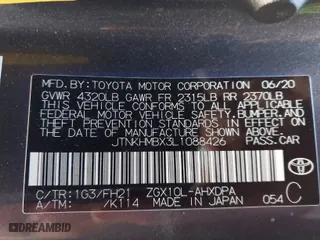 MFD.BY: TOYOTA MOTOR CORPORATION 06/20
GVWR 4320LB GAWR FR 2315LB RR 2370LB
THIS VEHICLE CONFORMS TO ALL APPLICABLE
FEDERAL MOTOR VEHICLE SAFETY, BUMPER, AND
THEFT PREVENTION STANDARDS IN EFFECT ON
THE DATE OF MANUFACTURE SHOWN ABOVE.
JTNKHMBX3L1088426 PASS.CAR
C/TR:1G3/FH21 ZGX10L-AHXDPA
A/TM: /K114 MADE IN JAPAN 054 C
TOYOTA